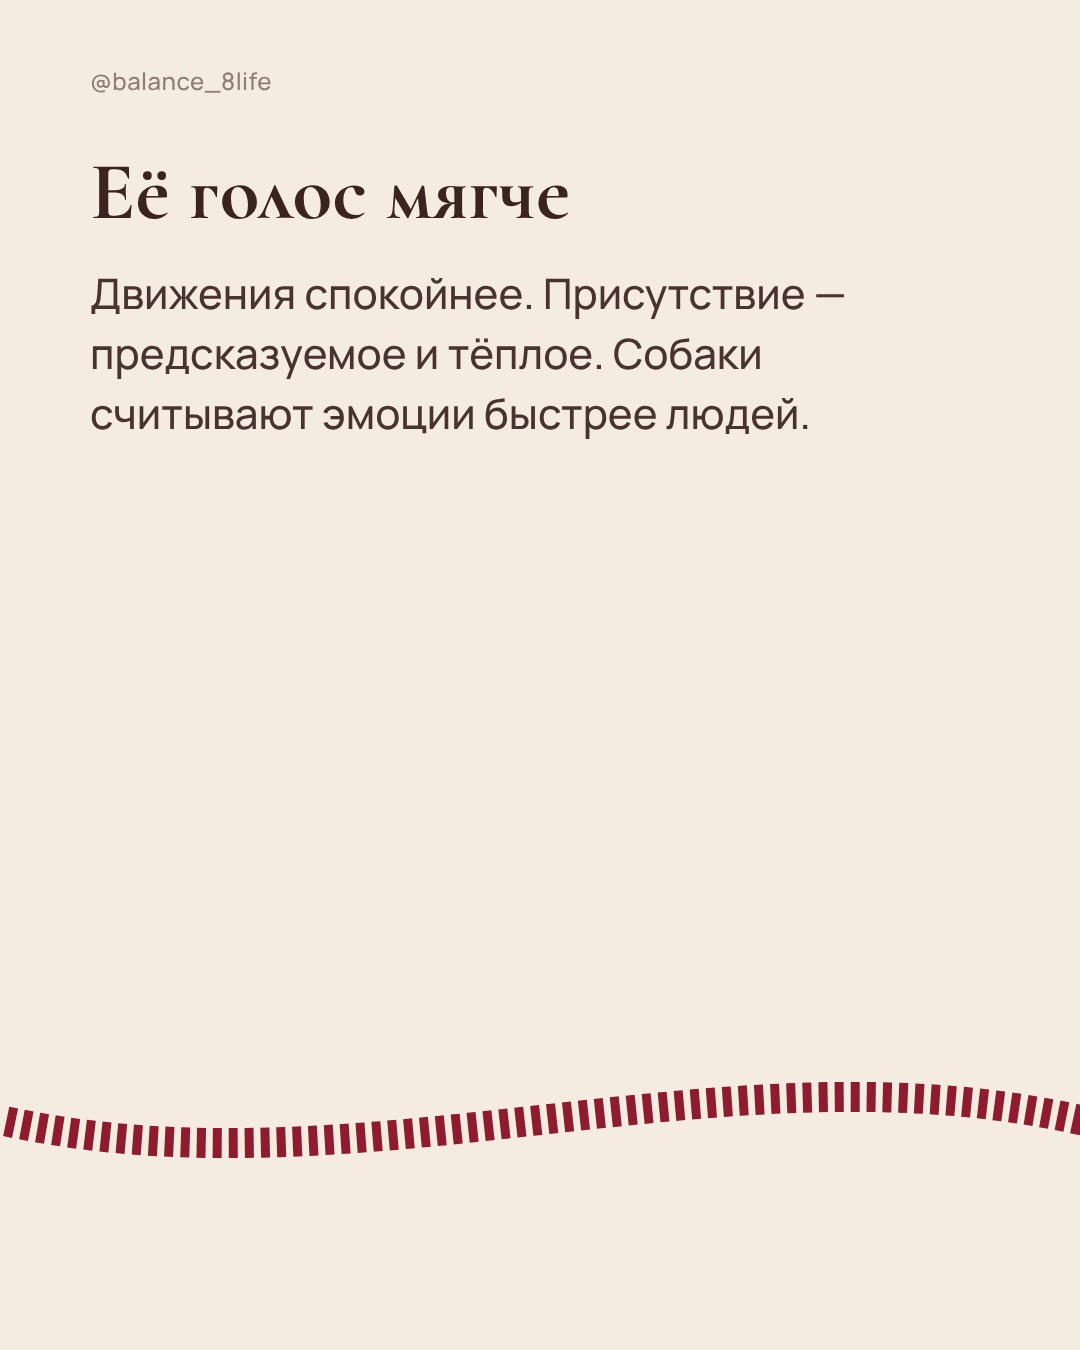 @balance_8life
Её голос мягче
Движения спокойнее. Присутствие —
предсказуемое и тёплое. Собаки
считывают эмоции быстрее людей.